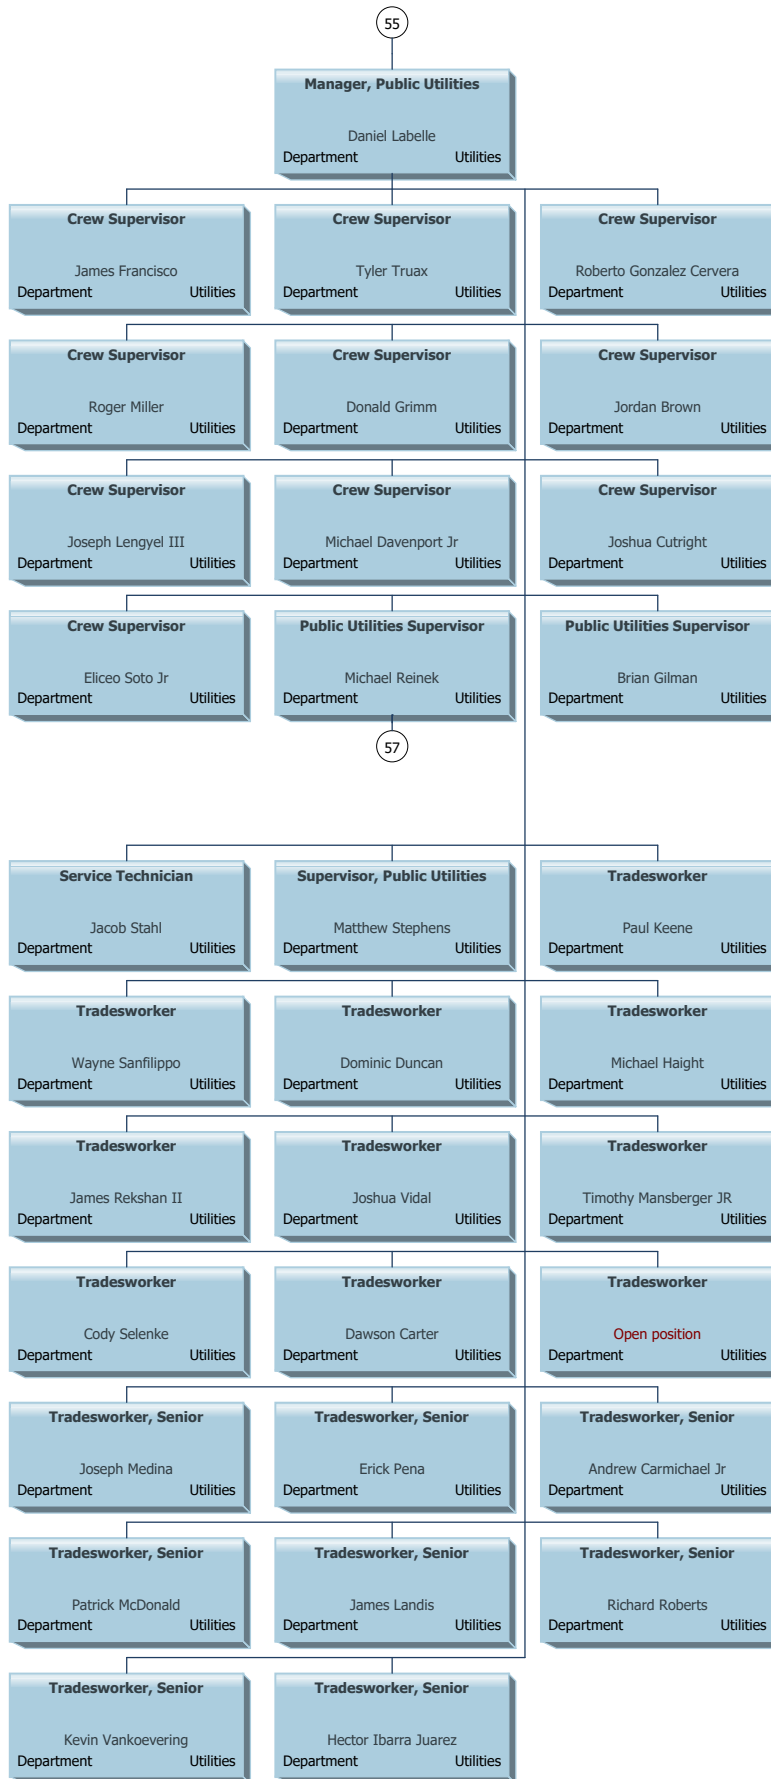 55
Manager, Public Utilities
Daniel Labelle
Department Utilities
Crew Supervisor
James Francisco
Department Utilities
Crew Supervisor
Tyler Truax
Department Utilities
Crew Supervisor
Roberto Gonzalez Cervera
Department Utilities
Crew Supervisor
Roger Miller
Department Utilities
Crew Supervisor
Donald Grimm
Department Utilities
Crew Supervisor
Jordan Brown
Department Utilities
Crew Supervisor
Joseph Lengyel III
Department Utilities
Crew Supervisor
Michael Davenport Jr
Department Utilities
Crew Supervisor
Joshua Cutright
Department Utilities
Crew Supervisor
Eliceo Soto Jr
Department Utilities
Public Utilities Supervisor
Michael Reinek
Department Utilities
Public Utilities Supervisor
Brian Gilman
Department Utilities
57
Service Technician
Jacob Stahl
Department Utilities
Supervisor, Public Utilities
Matthew Stephens
Department Utilities
Tradesworker
Paul Keene
Department Utilities
Tradesworker
Wayne Sanfilippo
Department Utilities
Tradesworker
Dominic Duncan
Department Utilities
Tradesworker
Michael Haight
Department Utilities
Tradesworker
James Rekshan II
Department Utilities
Tradesworker
Joshua Vidal
Department Utilities
Tradesworker
Timothy Mansberger JR
Department Utilities
Tradesworker
Cody Selenke
Department Utilities
Tradesworker
Dawson Carter
Department Utilities
Tradesworker
Open position
Department Utilities
Tradesworker, Senior
Joseph Medina
Department Utilities
Tradesworker, Senior
Erick Pena
Department Utilities
Tradesworker, Senior
Andrew Carmichael Jr
Department Utilities
Tradesworker, Senior
Patrick McDonald
Department Utilities
Tradesworker, Senior
James Landis
Department Utilities
Tradesworker, Senior
Richard Roberts
Department Utilities
Tradesworker, Senior
Kevin Vankoevering
Department Utilities
Tradesworker, Senior
Hector Ibarra Juarez
Department Utilities